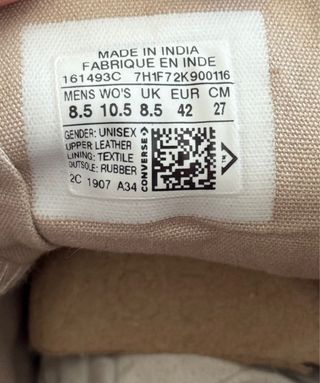 MADE IN INDIA
FABRIQUE EN INDE
161493C 7H1F72K900116
MENS WO'S UK EUR CM
8.5 10.5 8.5 42 27
GENDER: UNISEX
UPPER LEATHER
LINING: TEXTILE
OUTSOLE: RUBBER
2C 1907 A34
CONVERSE